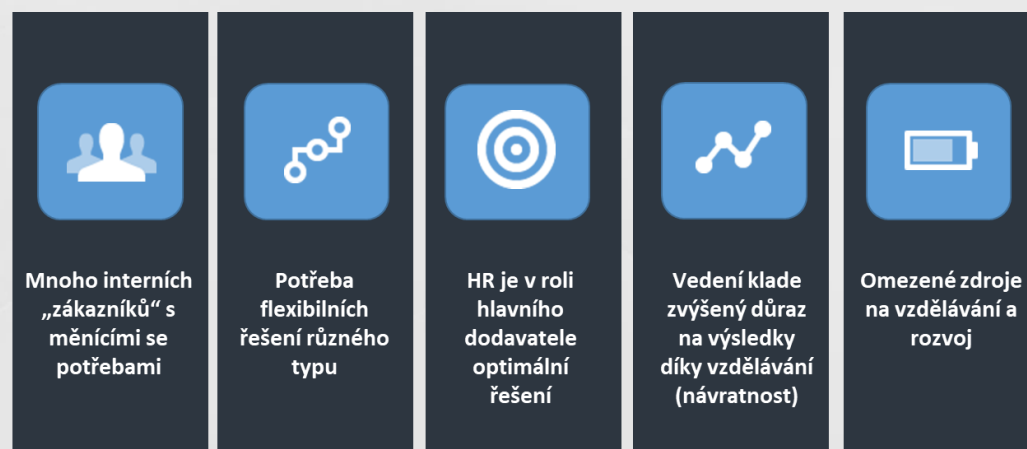 Mnoho interních
„zákazníků“ s
měnícími se
potřebami
Potřeba
flexibilních
řešení různého
typu
HR je v roli
hlavního
dodavatele
optimální
řešení
Vedení klade
zvýšený důraz
na výsledky
díky vzdělávání
(návratnost)
Omezené zdroje
na vzdělávání a
rozvoj